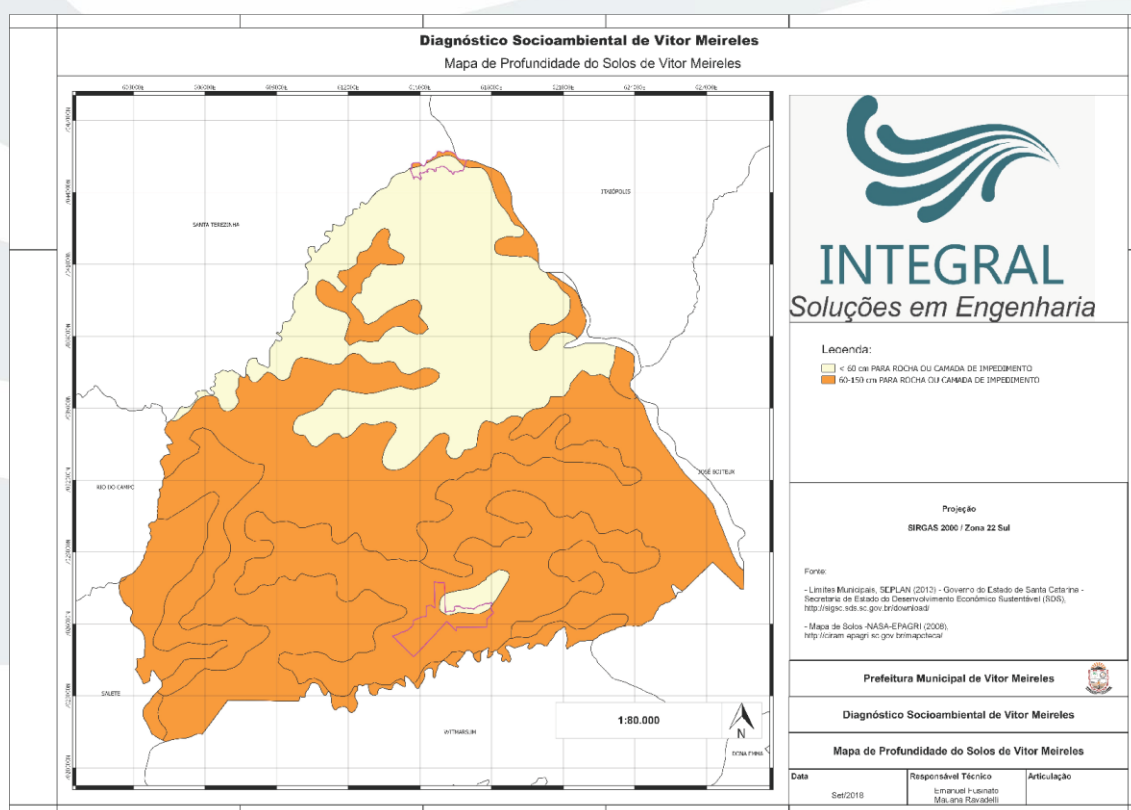 Diagnóstico Socioambiental de Vitor Meireles
Mapa de Profundidade do Solos de Vitor Meireles
SANTA TEREZINHA
ITAIÓPOLIS
RIO DO CAMPO
JOSÉ BOITEUX
SALETE
WITMARSUM
DONA EMMA
1:80.000
N
INTEGRAL
Soluções em Engenharia
Legenda:
< 60 cm PARA ROCHA OU CAMADA DE IMPEDIMENTO
60-150 cm PARA ROCHA OU CAMADA DE IMPEDIMENTO
Projeção
SIRGAS 2000 / Zona 22 Sul
Fonte:
- Limites Municipais, SEPLAN (2013) - Governo do Estado de Santa Catarina -
Secretaria de Estado do Desenvolvimento Econômico Sustentável (SDS),
http://sigsc.sds.sc.gov.br/download/
- Mapa de Solos -NASA-EPAGRI (2008),
http://ciram.epagri.sc.gov.br/mapoteca/
Prefeitura Municipal de Vitor Meireles
Diagnóstico Socioambiental de Vitor Meireles
Mapa de Profundidade do Solos de Vitor Meireles
Data
Set/2018
Responsável Técnico
Emanuel Fusinato
Mauana Ravadelli
Articulação